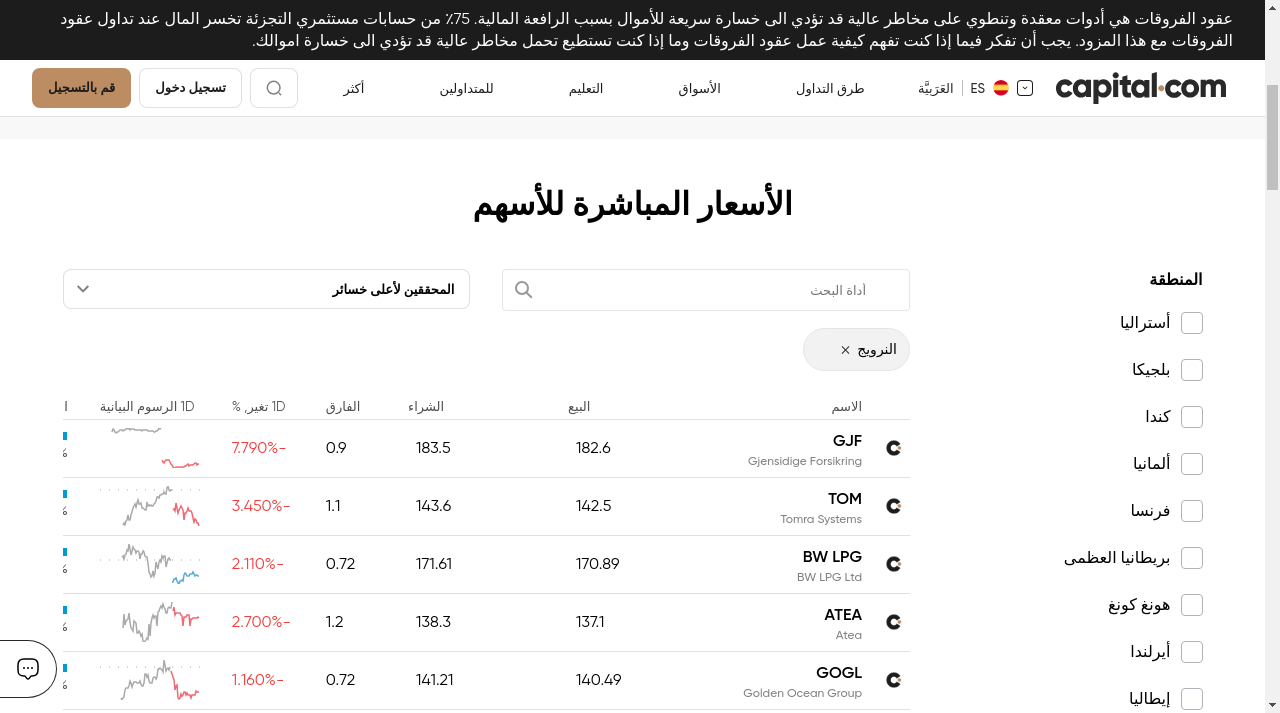 عقود الفروقات هي أدوات معقدة وتنطوي على مخاطر عالية قد تؤدي الى خسارة سريعة للأموال بسبب الرافعة المالية. 75٪ من حسابات مستثمري التجزئة تخسر المال عند تداول عقود
الفروقات مع هذا المزود. يجب أن تفكر فيما إذا كنت تفهم كيفية عمل عقود الفروقات وما إذا كنت تستطيع تحمل مخاطر عالية قد تؤدي الى خسارة اموالك.
capital.com
ES | العَرَبيَّة
طرق التداول
الأسواق
التعليم
للمتداولين
أكثر
تسجيل دخول
قم بالتسجيل
الأسعار المباشرة للأسهم
المنطقة
أستراليا
بلجيكا
كندا
ألمانيا
فرنسا
بريطانيا العظمى
هونغ كونغ
أيرلندا
إيطاليا
أداة البحث
المحققين لأعلى خسائر
النرويج ×
الاسم البيع الشراء الفارق 1D تغير, % 1D الرسوم البيانية
GJF 182.6 183.5 0.9 -7.790%
Gjensidige Forsikring
TOM 142.5 143.6 1.1 -3.450%
Tomra Systems
BW LPG 170.89 171.61 0.72 -2.110%
BW LPG Ltd
ATEA 137.1 138.3 1.2 -2.700%
Atea
GOGL 140.49 141.21 0.72 -1.160%
Golden Ocean Group